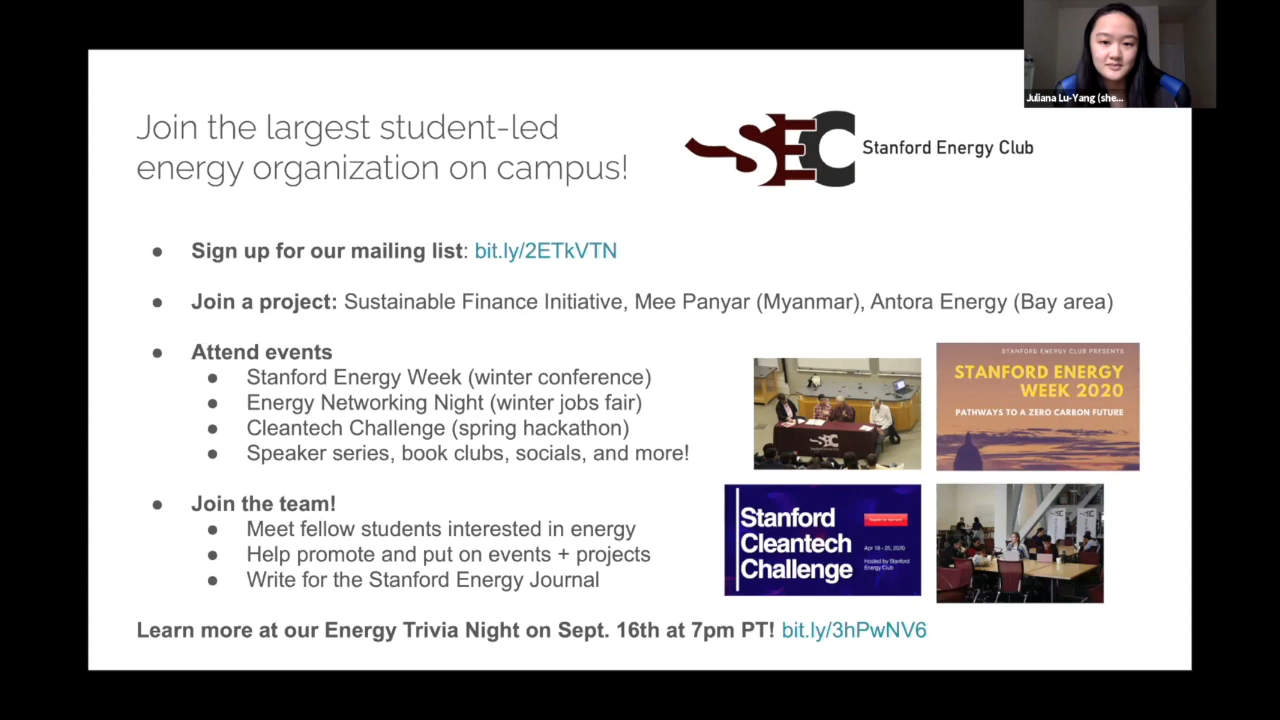 Juliana Lu-Yang (she...
Join the largest student-led
energy organization on campus!
SEC
Stanford Energy Club
● Sign up for our mailing list: bit.ly/2ETkVTN
● Join a project: Sustainable Finance Initiative, Mee Panyar (Myanmar), Antora Energy (Bay area)
● Attend events
● Stanford Energy Week (winter conference)
● Energy Networking Night (winter jobs fair)
● Cleantech Challenge (spring hackathon)
● Speaker series, book clubs, socials, and more!
SEC
STANFORD ENERGY CLUB PRESENTS
STANFORD ENERGY
WEEK 2020
PATHWAYS TO A ZERO CARBON FUTURE
● Join the team!
● Meet fellow students interested in energy
● Help promote and put on events + projects
● Write for the Stanford Energy Journal
Stanford
Cleantech
Challenge
Apr 18 - 25, 2020
Hosted by Stanford
Energy Club
Learn more at our Energy Trivia Night on Sept. 16th at 7pm PT! bit.ly/3hPwNV6